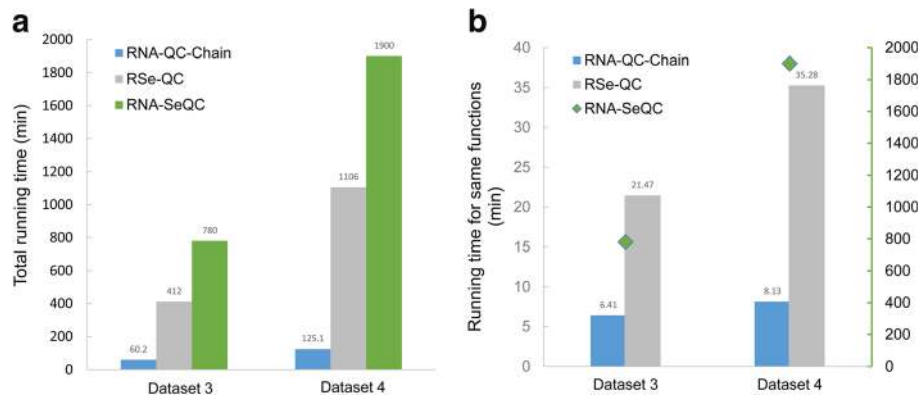 a
2000
1800
1600
1400
1200
1000
800
600
400
200
0
Total running time (min)
RNA-QC-Chain
RSe-QC
RNA-SeQC
60.2
412
780
125.1
1106
1900
Dataset 3
Dataset 4
b
40
35
30
25
20
15
10
5
0
Running time for same functions
(min)
RNA-QC-Chain
RSe-QC
RNA-SeQC
6.41
21.47
8.13
35.28
Dataset 3
Dataset 4
2000
1800
1600
1400
1200
1000
800
600
400
200
0